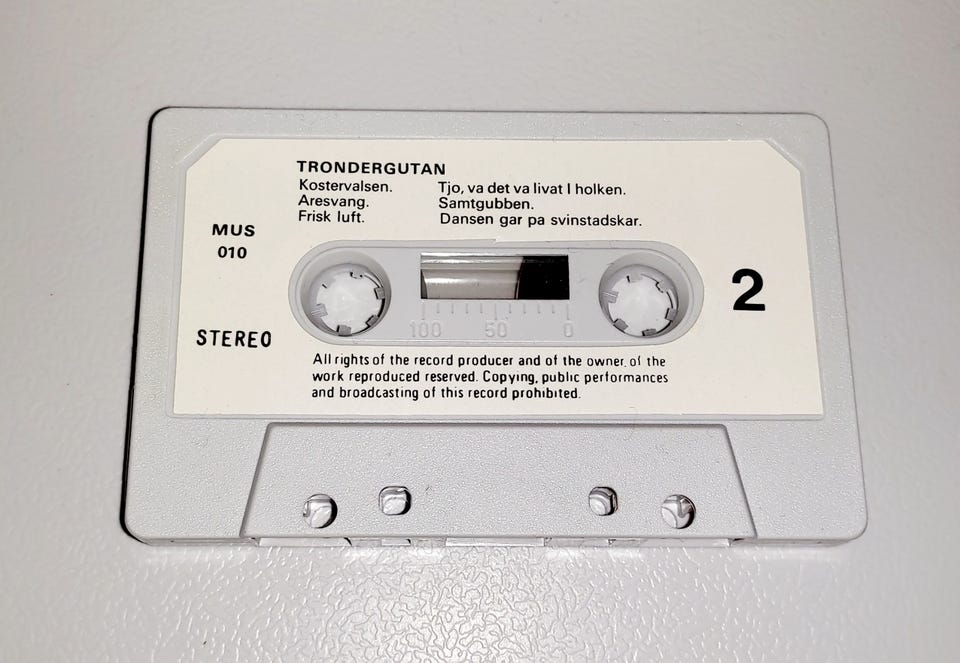 TRONDERGUTAN
Kostervalsen. Tjo, va det va livat I holken.
Aresvang. Samtgubben.
Frisk luft. Dansen gar pa svinstadskar.
MUS
010
2
STEREO
100 50 0
All rights of the record producer and of the owner of the
work reproduced reserved. Copying, public performances
and broadcasting of this record prohibited.